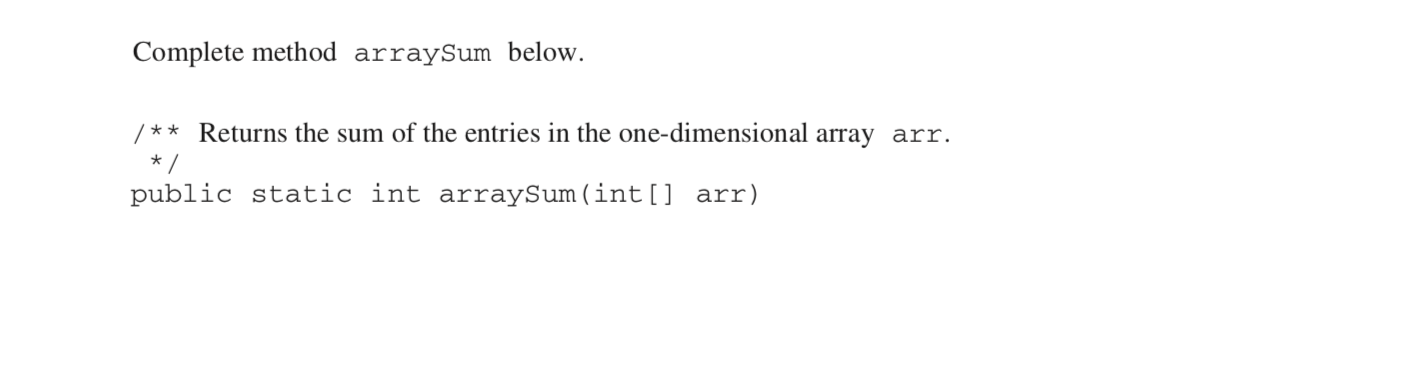 Complete method arraySum below.
/** Returns the sum of the entries in the one-dimensional array arr.
*/
public static int arraySum(int[] arr)